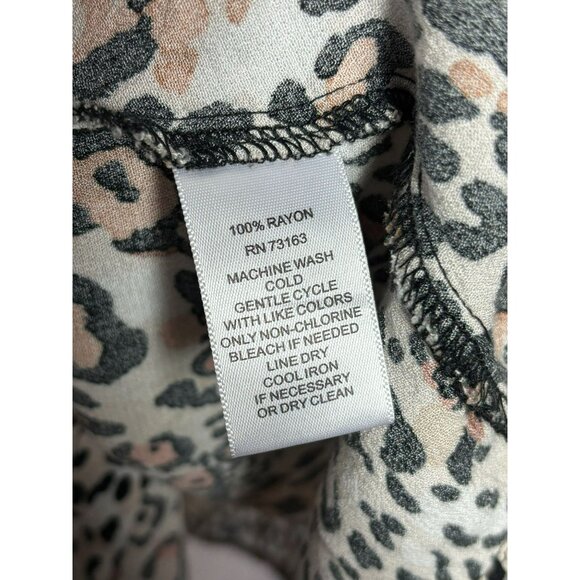 100% RAYON
RN 73163
MACHINE WASH
COLD
GENTLE CYCLE
WITH LIKE COLORS
ONLY NON-CHLORINE
BLEACH IF NEEDED
LINE DRY
COOL IRON
IF NECESSARY
OR DRY CLEAN